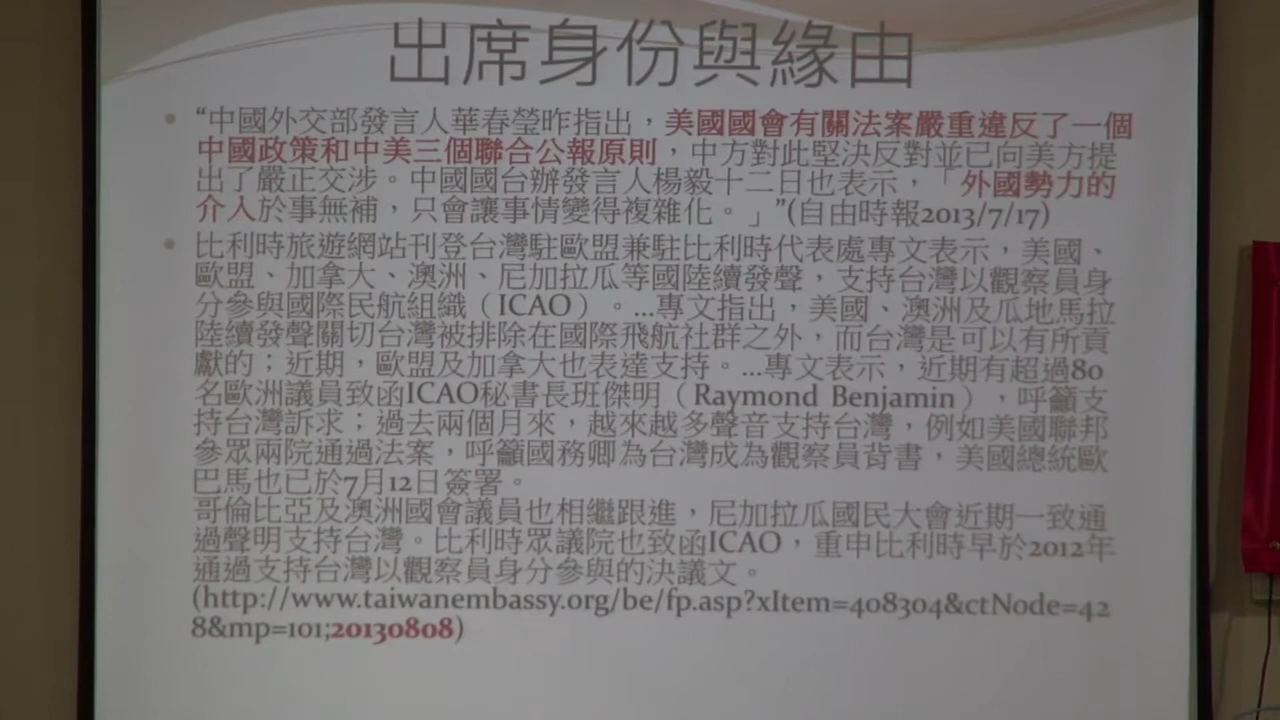 出席身份與緣由
“中國外交部發言人華春瑩昨指出，美國國會有關法案嚴重違反了一個
中國政策和中美三個聯合公報原則，中方對此堅決反對並已向美方提
出了嚴正交涉。中國國台辦發言人楊毅十二日也表示，「外國勢力的
介入於事無補，只會讓事情變得複雜化。」”(自由時報2013/7/17)
比利時旅遊網站刊登台灣駐歐盟兼駐比利時代表處專文表示，美國、
歐盟、加拿大、澳洲、尼加拉瓜等國陸續發聲，支持台灣以觀察員身
分參與國際民航組織（ICAO）。…專文指出，美國、澳洲及瓜地馬拉
陸續發聲關切台灣被排除在國際飛航社群之外，而台灣是可以有所貢
獻的；近期，歐盟及加拿大也表達支持。…專文表示，近期有超過80
名歐洲議員致函ICAO秘書長班傑明（Raymond Benjamin），呼籲支
持台灣訴求；過去兩個月來，越來越多聲音支持台灣，例如美國聯邦
參眾兩院通過法案，呼籲國務卿為台灣成為觀察員背書，美國總統歐
巴馬也已於7月12日簽署。
哥倫比亞及澳洲國會議員也相繼跟進，尼加拉瓜國民大會近期一致通
過聲明支持台灣。比利時眾議院也致函ICAO，重申比利時早於2012年
通過支持台灣以觀察員身分參與的決議文。
(http://www.taiwanembassy.org/be/fp.asp?xItem=408304&ctNode=42
8&mp=101;20130808)